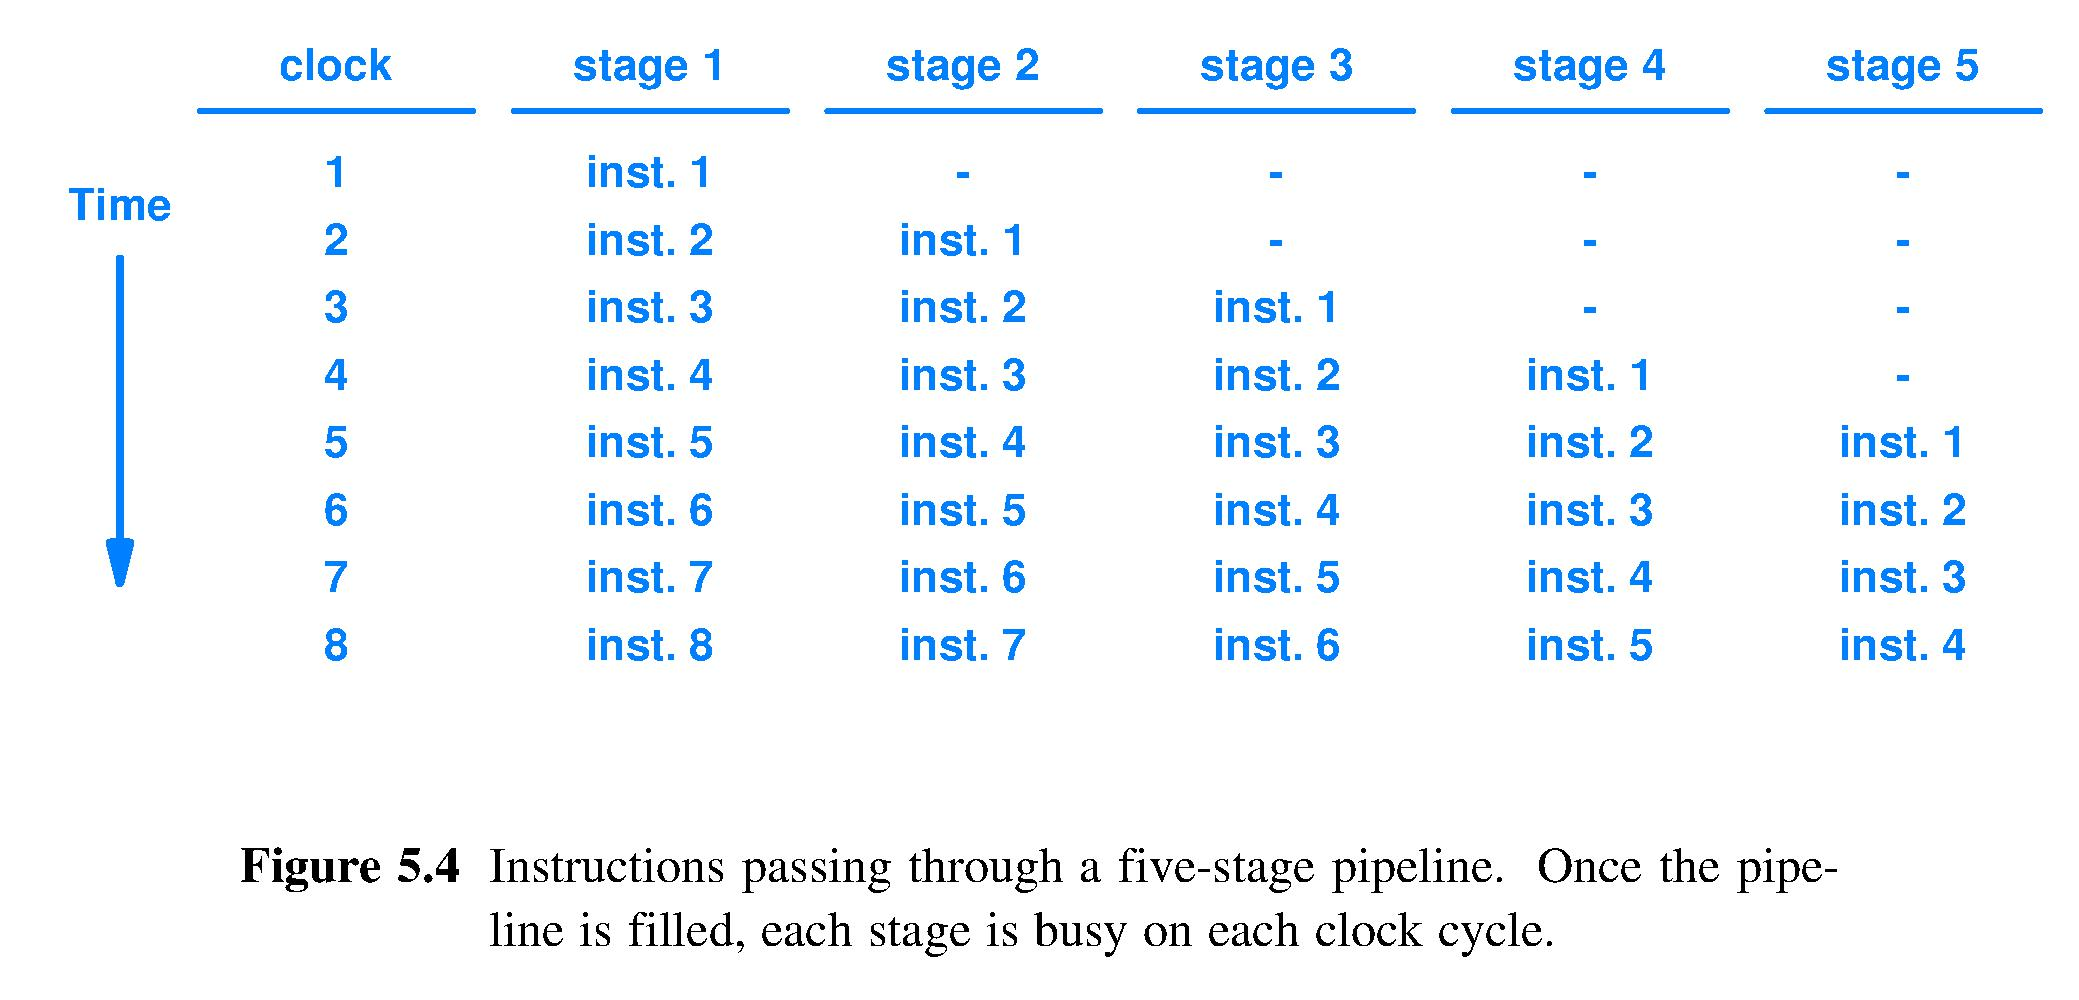 clock stage 1 stage 2 stage 3 stage 4 stage 5
1 inst. 1 - - - -
Time
2 inst. 2 inst. 1 - - -
3 inst. 3 inst. 2 inst. 1 - -
4 inst. 4 inst. 3 inst. 2 inst. 1 -
5 inst. 5 inst. 4 inst. 3 inst. 2 inst. 1
6 inst. 6 inst. 5 inst. 4 inst. 3 inst. 2
7 inst. 7 inst. 6 inst. 5 inst. 4 inst. 3
8 inst. 8 inst. 7 inst. 6 inst. 5 inst. 4
Figure 5.4 Instructions passing through a five-stage pipeline. Once the pipe-
line is filled, each stage is busy on each clock cycle.